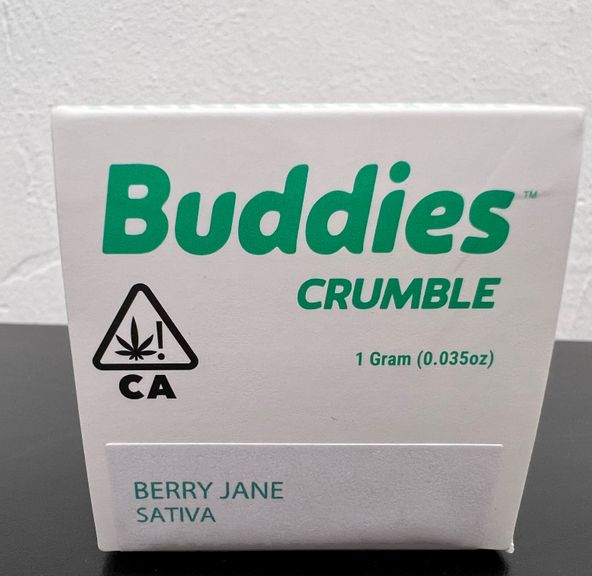 Buddies™
CRUMBLE
1 Gram (0.035oz)
!
CA
BERRY JANE
SATIVA